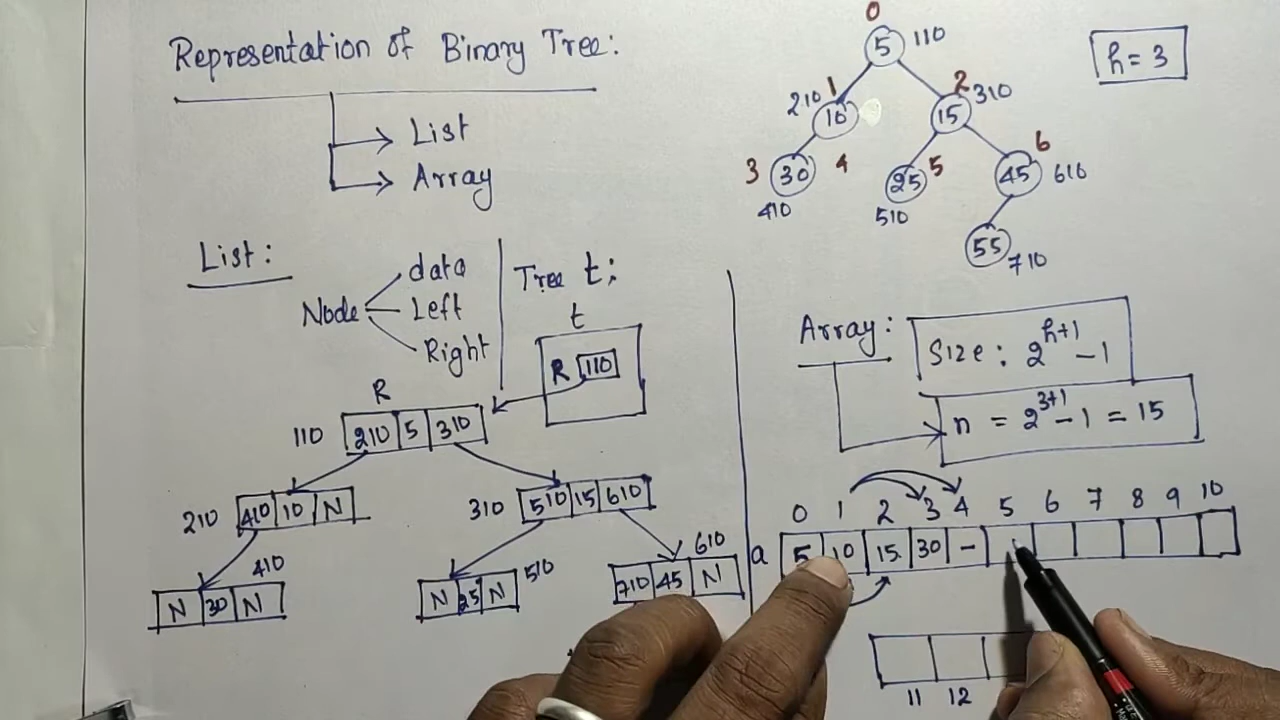 Representation of Binary Tree:
List
Array
0
5 110
h = 3
210 1
10
2 310
15
3 30 4
410
25 5
510
6
45 610
55
710
List:
Node
data
Left
Right
Tree t:
t
R 110
R
110 210 5 310
210 410 10 N
310 510 15 610
410
N 30 N
N 25 N 510
610
710 45 N
Array:
Size: 2^{h+1} - 1
n = 2^{3+1} - 1 = 15
0 1 2 3 4 5 6 7 8 9 10
a 5 10 15 30 -
11 12